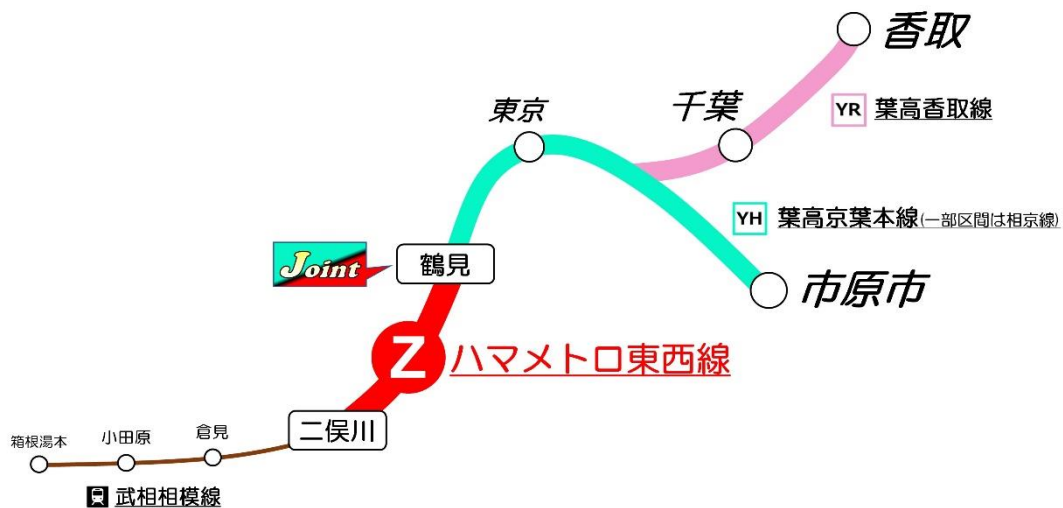 香取
東京
千葉
YR 葉高香取線
YH 葉高京葉本線(一部区間は相京線)
Joint
鶴見
市原市
Z ハマメトロ東西線
二俣川
箱根湯本
小田原
倉見
武相相模線